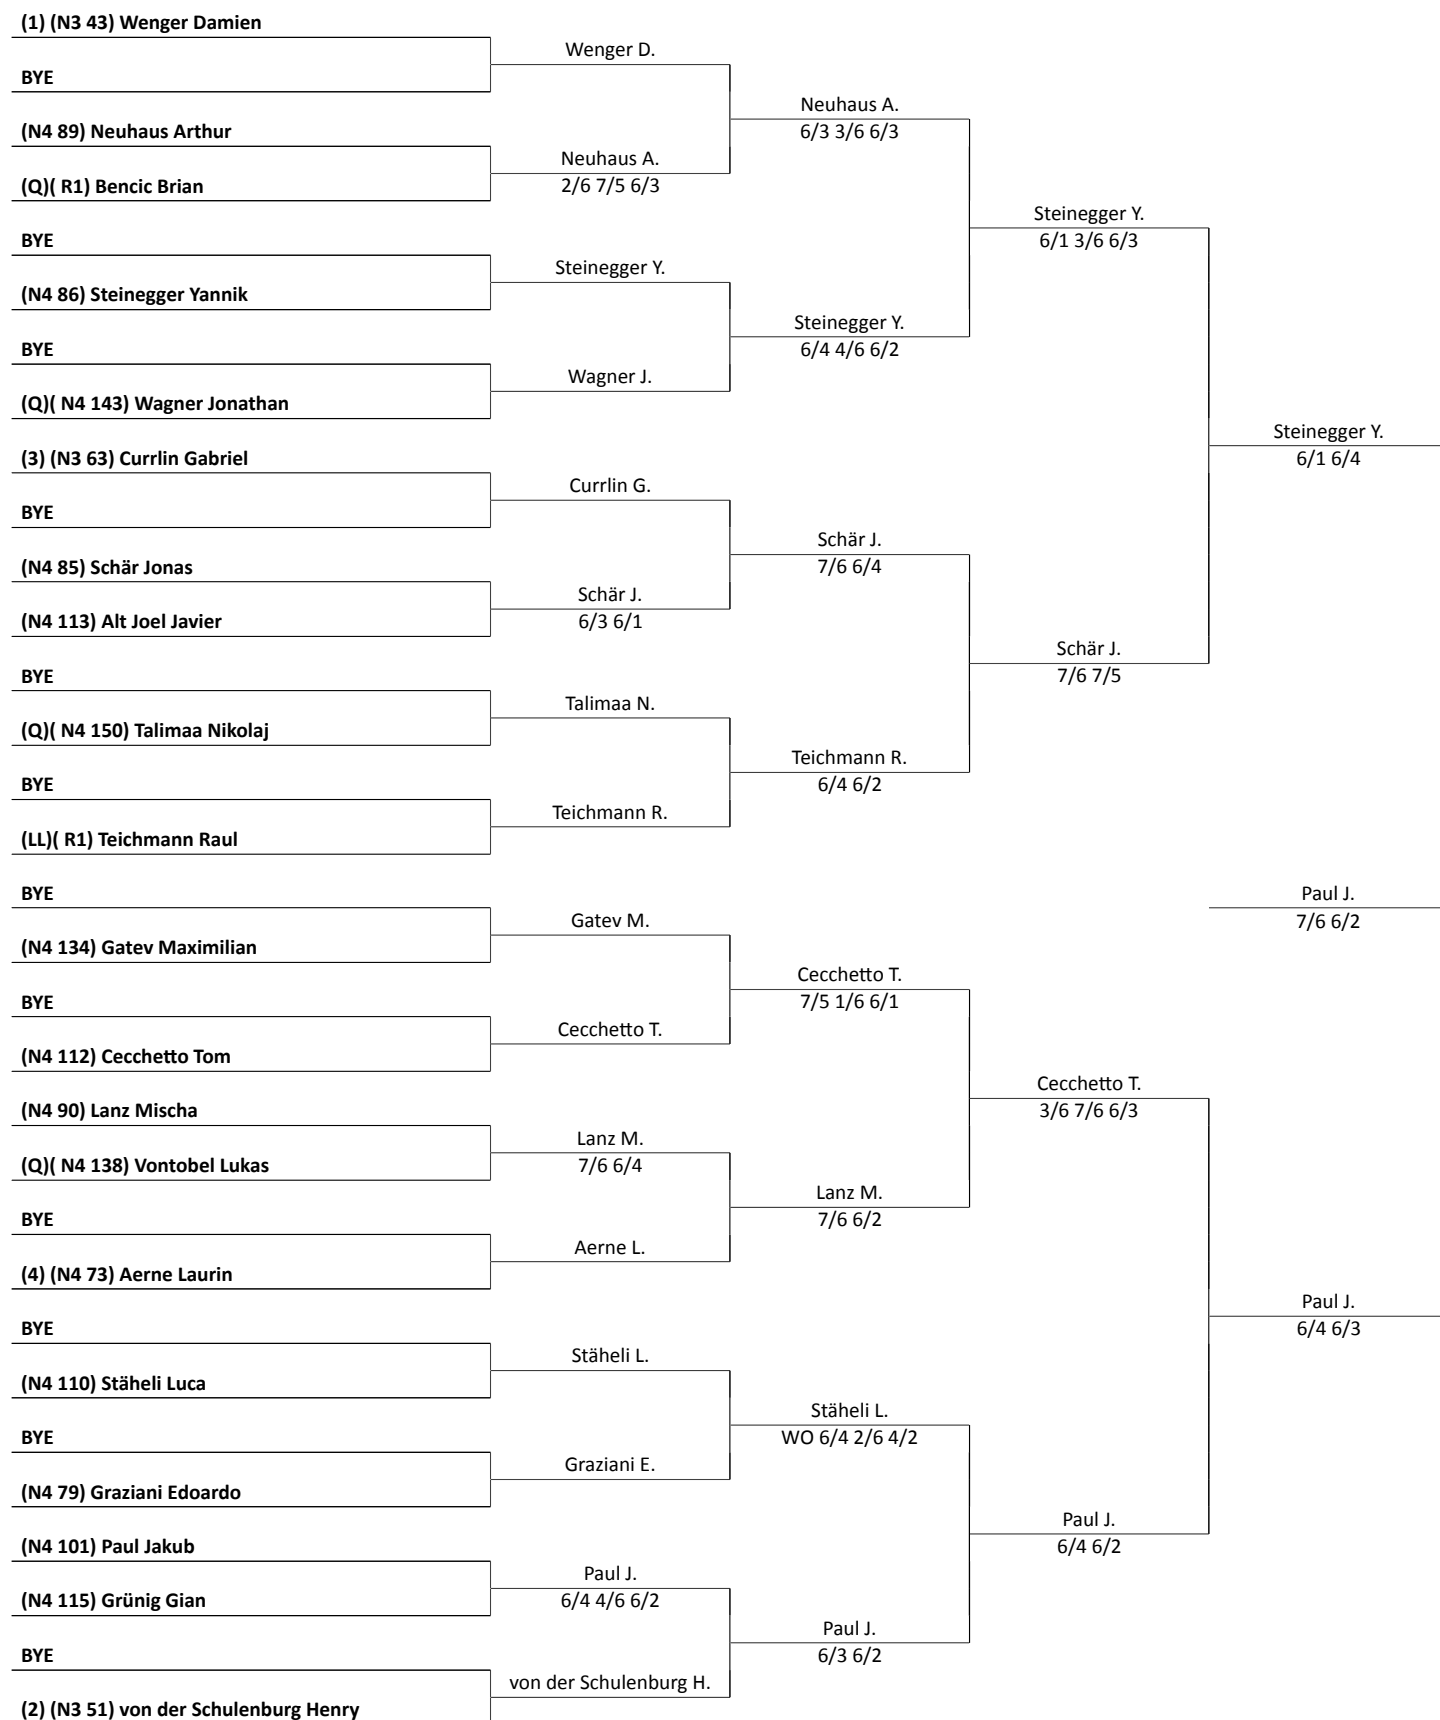 (1) (N3 43) Wenger Damien
Wenger D.
BYE
Neuhaus A.
6/3 3/6 6/3
(N4 89) Neuhaus Arthur
Neuhaus A.
2/6 7/5 6/3
(Q)( R1) Bencic Brian
Steinegger Y.
6/1 3/6 6/3
BYE
Steinegger Y.
(N4 86) Steinegger Yannik
Steinegger Y.
6/4 4/6 6/2
BYE
Wagner J.
(Q)( N4 143) Wagner Jonathan
Steinegger Y.
6/1 6/4
(3) (N3 63) Currlin Gabriel
Currlin G.
BYE
Schär J.
7/6 6/4
(N4 85) Schär Jonas
Schär J.
6/3 6/1
(N4 113) Alt Joel Javier
Schär J.
7/6 7/5
BYE
Talimaa N.
(Q)( N4 150) Talimaa Nikolaj
Teichmann R.
6/4 6/2
BYE
Teichmann R.
(LL)( R1) Teichmann Raul
Paul J.
7/6 6/2
BYE
Gatev M.
(N4 134) Gatev Maximilian
Cecchetto T.
7/5 1/6 6/1
BYE
Cecchetto T.
(N4 112) Cecchetto Tom
Cecchetto T.
3/6 7/6 6/3
(N4 90) Lanz Mischa
Lanz M.
7/6 6/4
(Q)( N4 138) Vontobel Lukas
Lanz M.
7/6 6/2
BYE
Aerne L.
(4) (N4 73) Aerne Laurin
Paul J.
6/4 6/3
BYE
Stäheli L.
(N4 110) Stäheli Luca
Stäheli L.
WO 6/4 2/6 4/2
BYE
Graziani E.
(N4 79) Graziani Edoardo
Paul J.
6/4 6/2
(N4 101) Paul Jakub
Paul J.
6/4 4/6 6/2
(N4 115) Grünig Gian
Paul J.
6/3 6/2
BYE
von der Schulenburg H.
(2) (N3 51) von der Schulenburg Henry